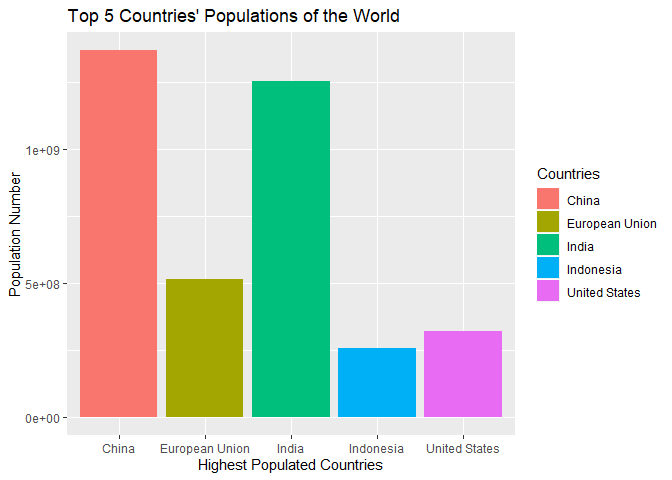 Top 5 Countries' Populations of the World
Population Number
1e+09
5e+08
0e+00
China European Union India Indonesia United States
Highest Populated Countries
Countries
China
European Union
India
Indonesia
United States